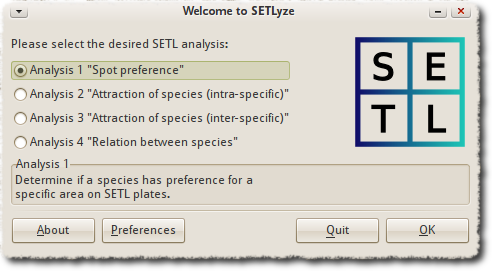 Welcome to SETLyze
Please select the desired SETL analysis:
Analysis 1 "Spot preference"
Analysis 2 "Attraction of species (intra-specific)"
Analysis 3 "Attraction of species (inter-specific)"
Analysis 4 "Relation between species"
S E
T L
Analysis 1
Determine if a species has preference for a
specific area on SETL plates.
About Preferences Quit OK